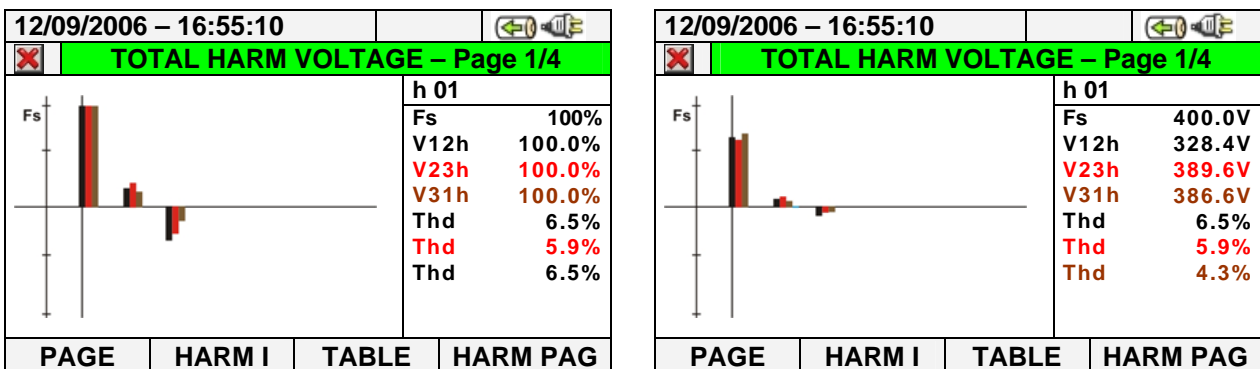 12/09/2006 – 16:55:10
TOTAL HARM VOLTAGE – Page 1/4
h 01
Fs
Fs 100%
V12h 100.0%
V23h 100.0%
V31h 100.0%
Thd 6.5%
Thd 5.9%
Thd 6.5%
PAGE HARM I TABLE HARM PAG
12/09/2006 – 16:55:10
TOTAL HARM VOLTAGE – Page 1/4
h 01
Fs
Fs 400.0V
V12h 328.4V
V23h 389.6V
V31h 386.6V
Thd 6.5%
Thd 5.9%
Thd 4.3%
PAGE HARM I TABLE HARM PAG